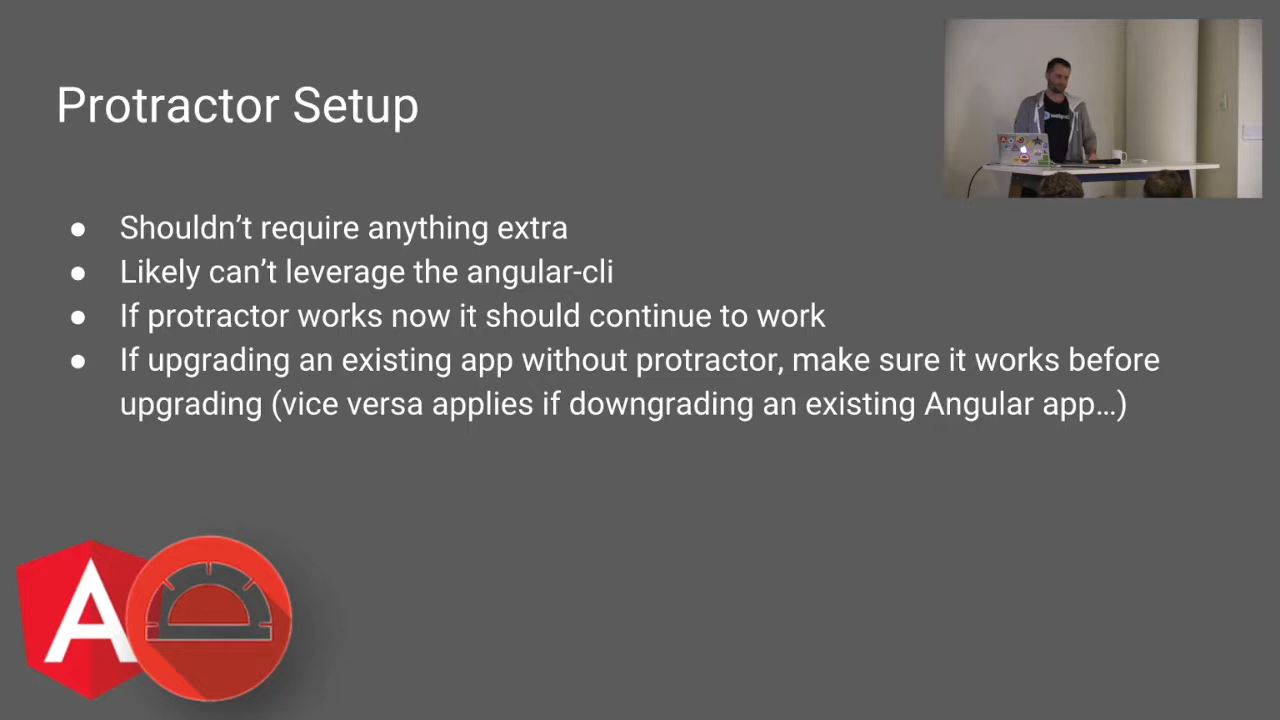 Protractor Setup
● Shouldn’t require anything extra
● Likely can’t leverage the angular-cli
● If protractor works now it should continue to work
● If upgrading an existing app without protractor, make sure it works before
upgrading (vice versa applies if downgrading an existing Angular app…)
A